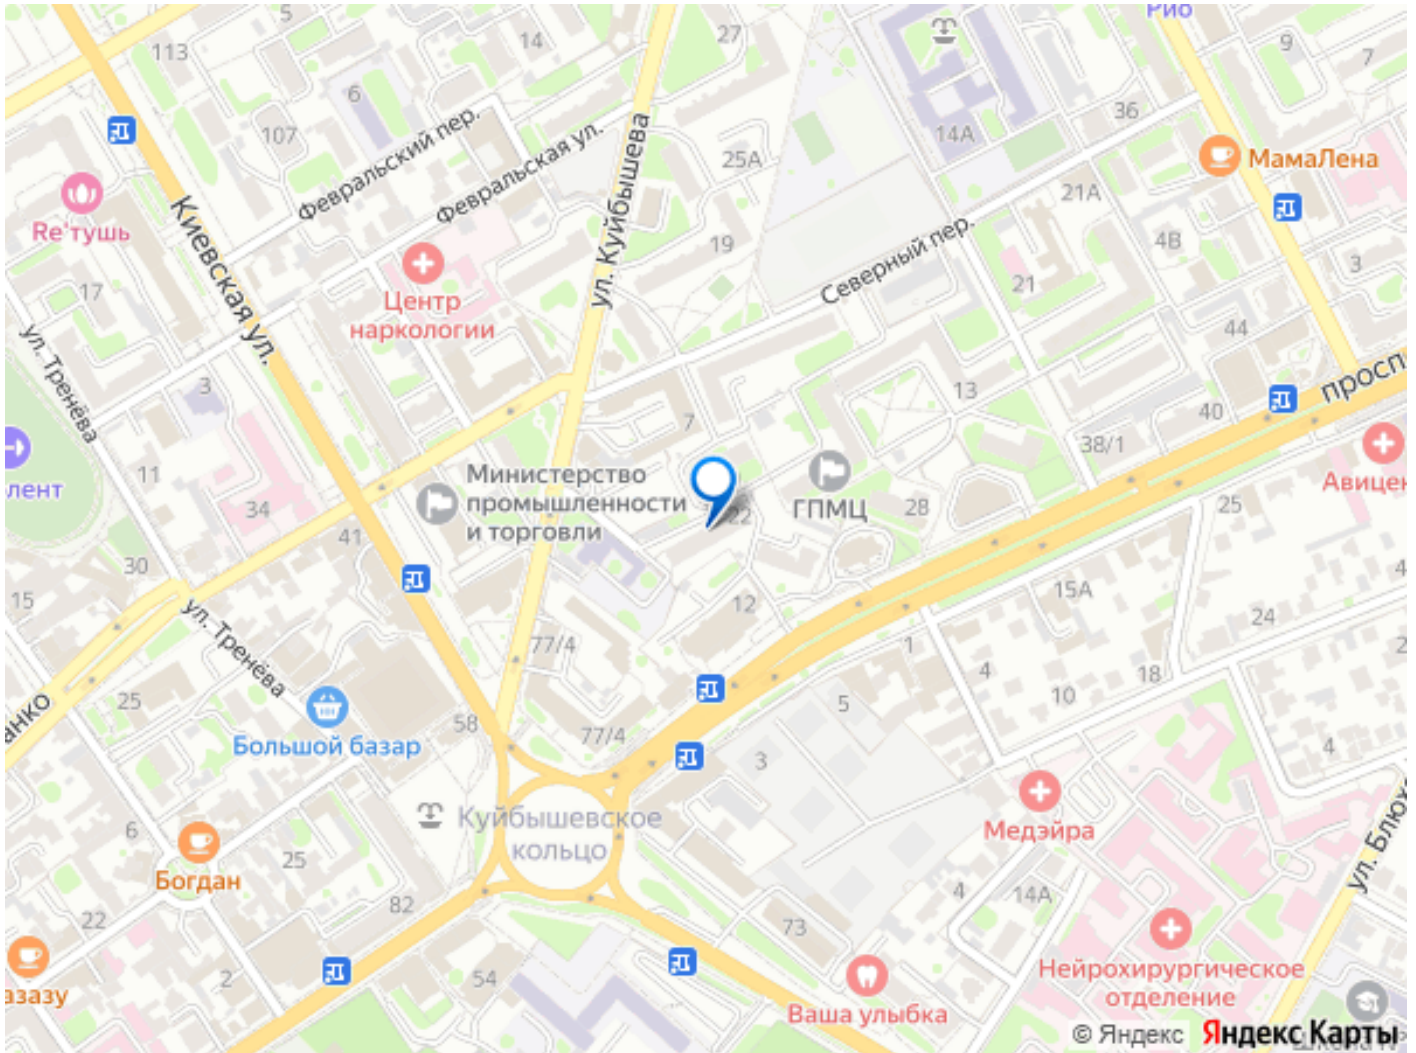 Рио
5
113
14
27
9
7
6
107
Февральский пер.
Февральская ул.
ул. Куйбышева
25А
14А
36
МамаЛена
Re'тушь
Киевская ул.
21А
4В
19
Северный пер.
3
Центр
наркологии
17
21
44
ул. Тренёва
3
просп
13
40
7
38/1
11
лент
Министерство
промышленности
и торговли
ГПМЦ
28
Авицен
34
22
25
41
30
15
ул. Тренёва
12
15А
24
4
77/4
1
4
18
2
10
25
анко
58
5
77/4
Большой базар
3
4
Куйбышевское
кольцо
Медэйра
6
25
Богдан
ул. Блюхе
4
14А
82
22
73
азазу
2
54
Нейрохирургическое
отделение
Ваша улыбка
© Яндекс Яндекс Карты